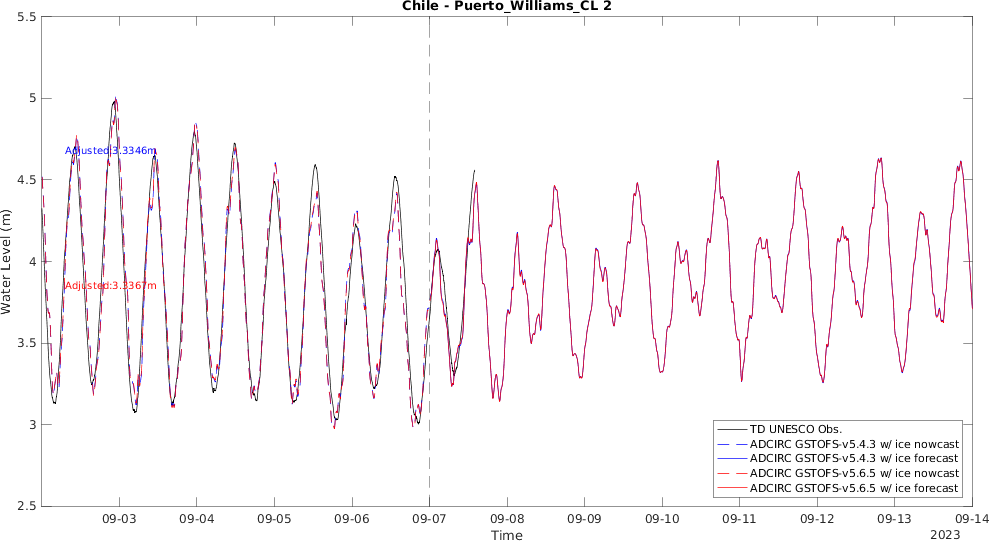 Chile - Puerto_Williams_CL 2
5.5
5
4.5
4
3.5
3
2.5
Water Level (m)
Adjusted:3.3346m
Adjusted:3.3367m
TD UNESCO Obs.
ADCIRC GSTOFS-v5.4.3 w/ ice nowcast
ADCIRC GSTOFS-v5.4.3 w/ ice forecast
ADCIRC GSTOFS-v5.6.5 w/ ice nowcast
ADCIRC GSTOFS-v5.6.5 w/ ice forecast
09-03 09-04 09-05 09-06 09-07 09-08 09-09 09-10 09-11 09-12 09-13 09-14
Time
2023